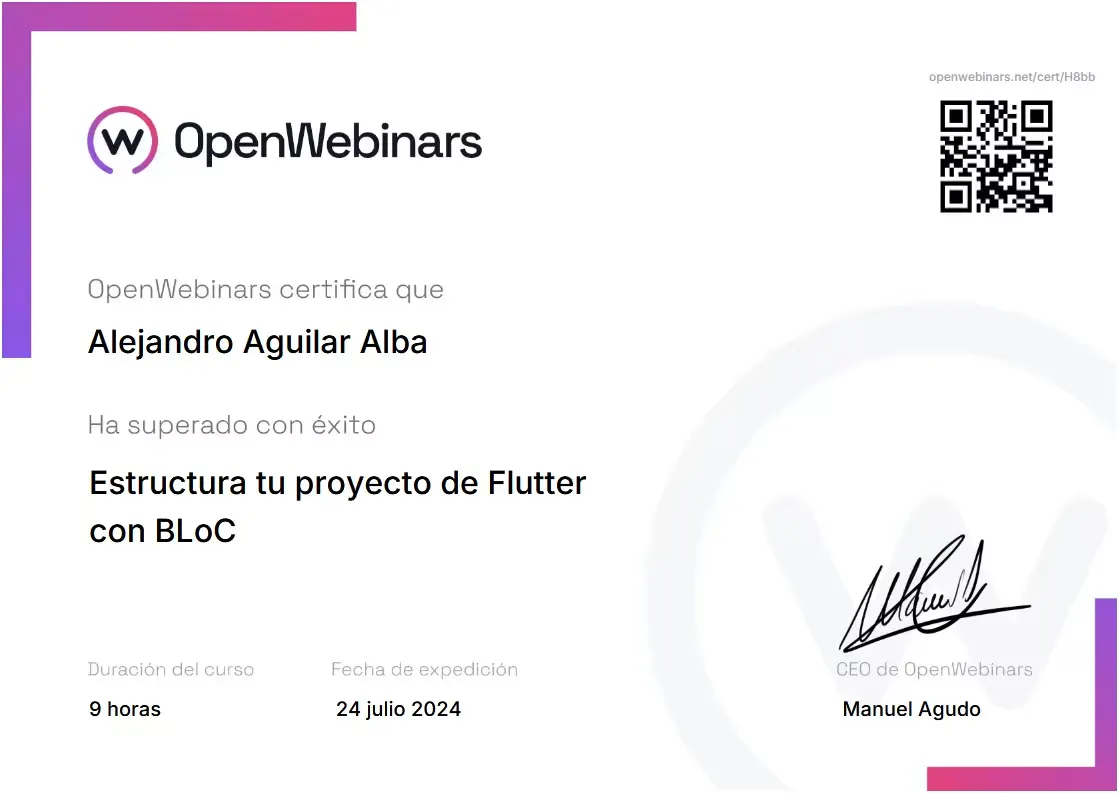 openwebinars.net/cert/H8bb
OpenWebinars
OpenWebinars certifica que
Alejandro Aguilar Alba
Ha superado con éxito
Estructura tu proyecto de Flutter
con BLoC
Duración del curso
9 horas
Fecha de expedición
24 julio 2024
CEO de OpenWebinars
Manuel Agudo